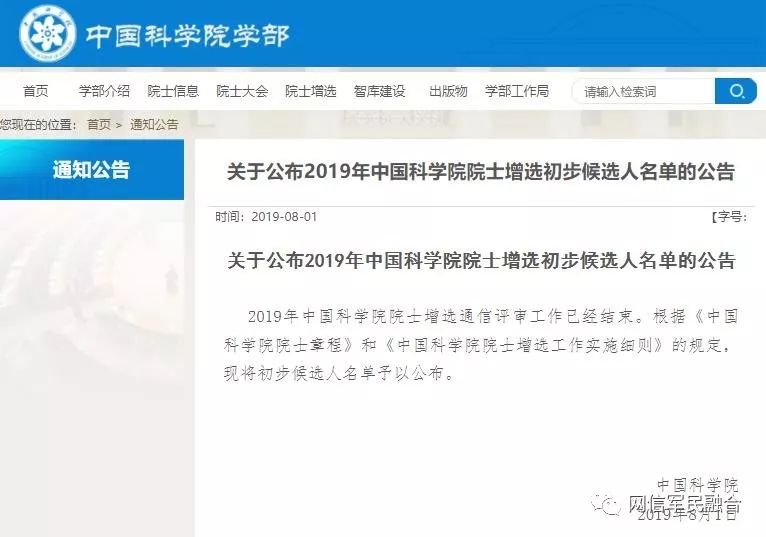 中国科学院学部
首页 学部介绍 院士信息 院士大会 院士增选 智库建设 出版物 学部工作局 请输入检索词
您现在的位置： 首页 > 通知公告
通知公告
关于公布2019年中国科学院院士增选初步候选人名单的公告
时间：2019-08-01 【字号：
关于公布2019年中国科学院院士增选初步候选人名单的公告
2019年中国科学院院士增选通信评审工作已经结束。根据《中国
科学院院士章程》和《中国科学院院士增选工作实施细则》的规定，
现将初步候选人名单予以公布。
中国科学院
网信军民融合
2019年8月1日